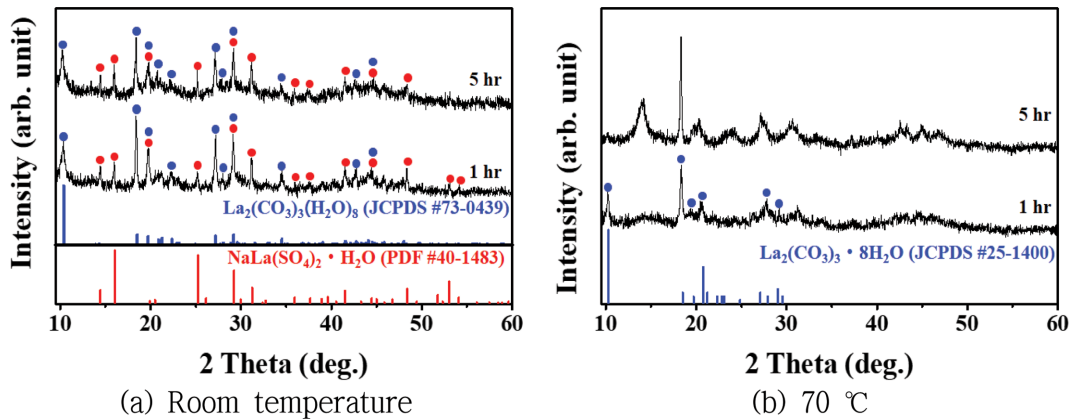 Intensity (arb. unit)
5 hr
1 hr
La₂(CO₃)₃(H₂O)₈ (JCPDS #73-0439)
NaLa(SO₄)₂・H₂O (PDF #40-1483)
10 20 30 40 50 60
2 Theta (deg.)
(a) Room temperature
Intensity (arb. unit)
5 hr
1 hr
La₂(CO₃)₃・8H₂O (JCPDS #25-1400)
10 20 30 40 50 60
2 Theta (deg.)
(b) 70 ℃